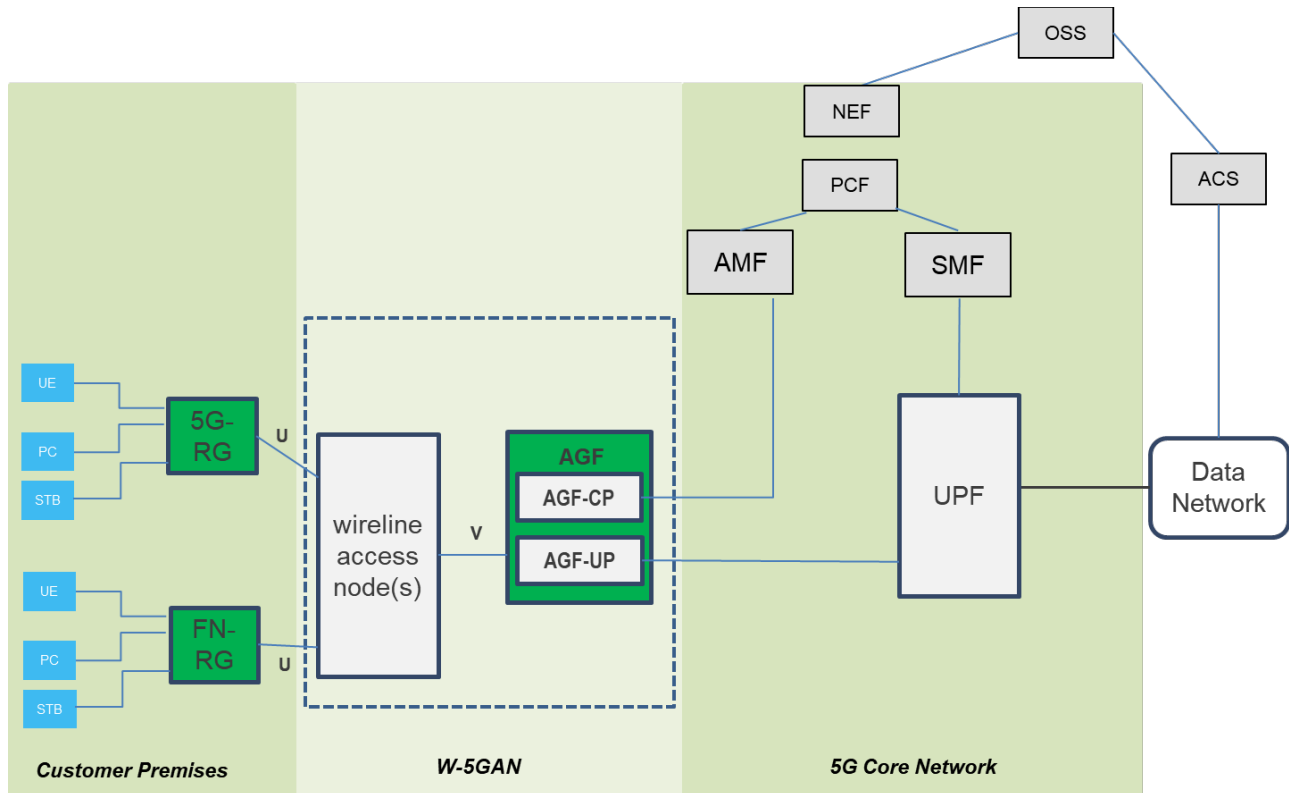 OSS
NEF
PCF
ACS
AMF
SMF
UE
PC
STB
5G-
RG
U
wireline
access
node(s)
V
AGF
AGF-CP
AGF-UP
UPF
Data
Network
UE
PC
STB
FN-
RG
U
Customer Premises
W-5GAN
5G Core Network